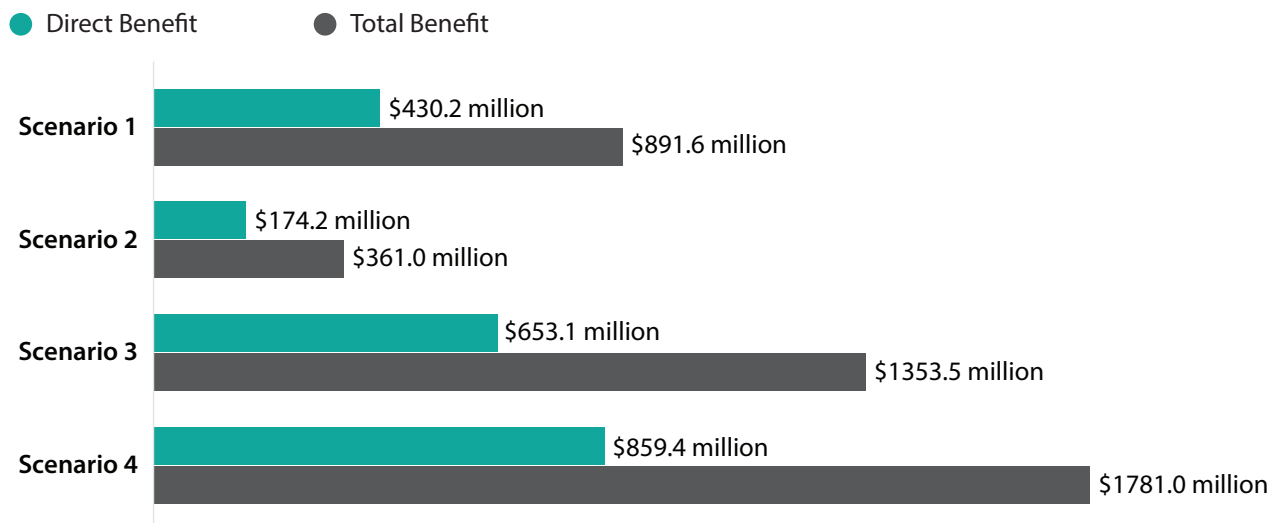 Direct Benefit Total Benefit
Scenario 1
$430.2 million
$891.6 million
Scenario 2
$174.2 million
$361.0 million
Scenario 3
$653.1 million
$1353.5 million
Scenario 4
$859.4 million
$1781.0 million